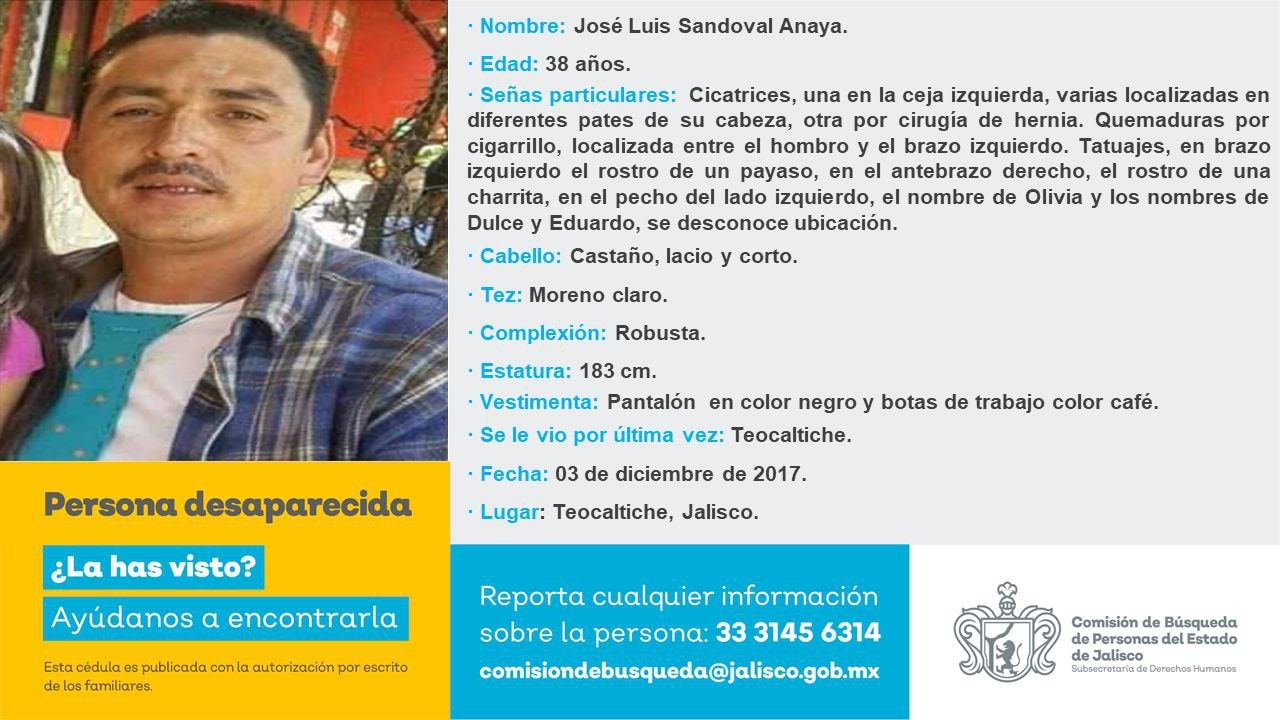 · Nombre: José Luis Sandoval Anaya.
· Edad: 38 años.
· Señas particulares: Cicatrices, una en la ceja izquierda, varias localizadas en
diferentes pates de su cabeza, otra por cirugía de hernia. Quemaduras por
cigarrillo, localizada entre el hombro y el brazo izquierdo. Tatuajes, en brazo
izquierdo el rostro de un payaso, en el antebrazo derecho, el rostro de una
charrita, en el pecho del lado izquierdo, el nombre de Olivia y los nombres de
Dulce y Eduardo, se desconoce ubicación.
· Cabello: Castaño, lacio y corto.
· Tez: Moreno claro.
· Complexión: Robusta.
· Estatura: 183 cm.
· Vestimenta: Pantalón en color negro y botas de trabajo color café.
· Se le vio por última vez: Teocaltiche.
· Fecha: 03 de diciembre de 2017.
· Lugar: Teocaltiche, Jalisco.
Persona desaparecida
¿La has visto?
Ayúdanos a encontrarla
Esta cédula es publicada con la autorización por escrito
de los familiares.
Reporta cualquier información
sobre la persona: 33 3145 6314
comisiondebusqueda@jalisco.gob.mx
Comisión de Búsqueda
de Personas del Estado
de Jalisco
Subsecretaría de Derechos Humanos